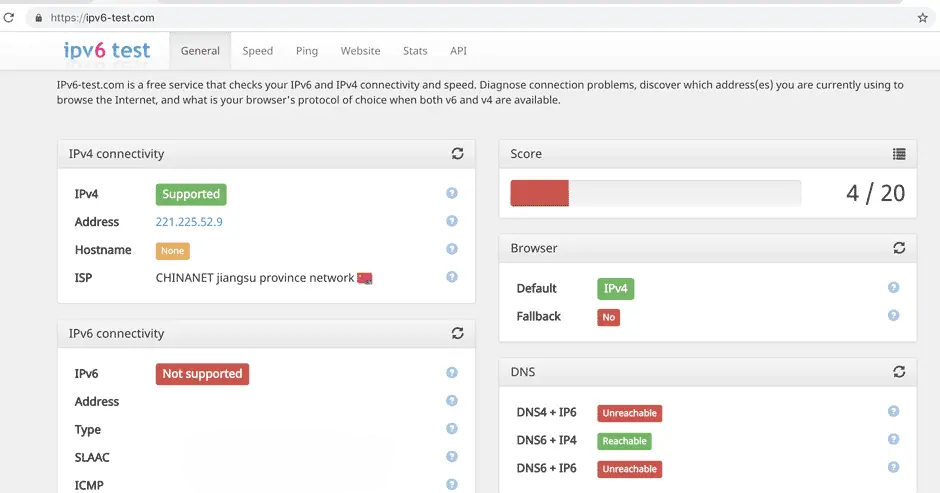 https://ipv6-test.com
ipv6 test
General
Speed
Ping
Website
Stats
API
IPv6-test.com is a free service that checks your IPv6 and IPv4 connectivity and speed. Diagnose connection problems, discover which address(es) you are currently using to
browse the Internet, and what is your browser's protocol of choice when both v6 and v4 are available.
IPv4 connectivity
IPv4 Supported ?
Address 221.225.52.9 ?
Hostname None ?
ISP CHINANET jiangsu province network ?
IPv6 connectivity
IPv6 Not supported ?
Address ?
Type ?
SLAAC ?
ICMP ?
Score
4 / 20
Browser
Default IPv4 ?
Fallback No ?
DNS
DNS4 + IP6 Unreachable ?
DNS6 + IP4 Reachable ?
DNS6 + IP6 Unreachable ?